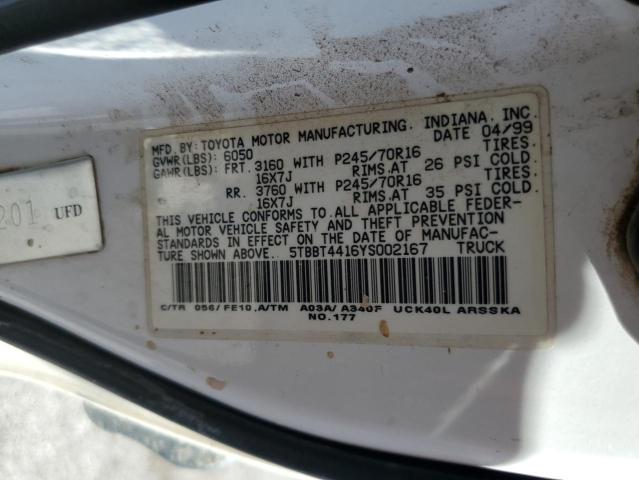 MFD. BY: TOYOTA MOTOR MANUFACTURING, INDIANA, INC.
GVWR(LBS): 6050 DATE 04/99
GAWR(LBS): FRT. 3160 WITH P245/70R16 TIRES.
16X7J RIMS.AT 26 PSI COLD.
RR. 3760 WITH P245/70R16 TIRES.
16X7J RIMS.AT 35 PSI COLD.
THIS VEHICLE CONFORMS TO ALL APPLICABLE FEDER-
AL MOTOR VEHICLE SAFETY AND THEFT PREVENTION
STANDARDS IN EFFECT ON THE DATE OF MANUFAC-
TURE SHOWN ABOVE. 5TBBT4416YS002167 TRUCK
C/TR 056/FE10.A/TM A03A/A340F UCK40L ARSSKA
NO.177
201 UFD